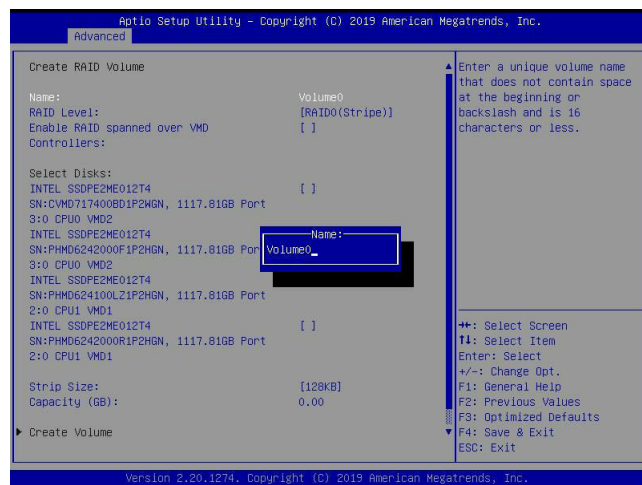 Aptio Setup Utility - Copyright (C) 2019 American Megatrends, Inc.
Advanced
Create RAID Volume
Name: Volume0
RAID Level: [RAID0(Stripe)]
Enable RAID spanned over VMD [ ]
Controllers:
Select Disks:
INTEL SSDPE2ME012T4 [ ]
SN:CVMD717400BD1P2WGN, 1117.81GB Port
3:0 CPU0 VMD2
INTEL SSDPE2ME012T4
SN:PHMD6242000F1P2HGN, 1117.81GB Por
3:0 CPU0 VMD2
INTEL SSDPE2ME012T4
SN:PHMD624100LZ1P2HGN, 1117.81GB Port
2:0 CPU1 VMD1
INTEL SSDPE2ME012T4 [ ]
SN:PHMD6242000R1P2HGN, 1117.81GB Port
2:0 CPU1 VMD1
Strip Size: [128KB]
Capacity (GB): 0.00
Create Volume
Name:
Volume0_
Enter a unique volume name
that does not contain space
at the beginning or
backslash and is 16
characters or less.
→←: Select Screen
↑↓: Select Item
Enter: Select
+/-: Change Opt.
F1: General Help
F2: Previous Values
F3: Optimized Defaults
F4: Save & Exit
ESC: Exit
Version 2.20.1274. Copyright (C) 2019 American Megatrends, Inc.